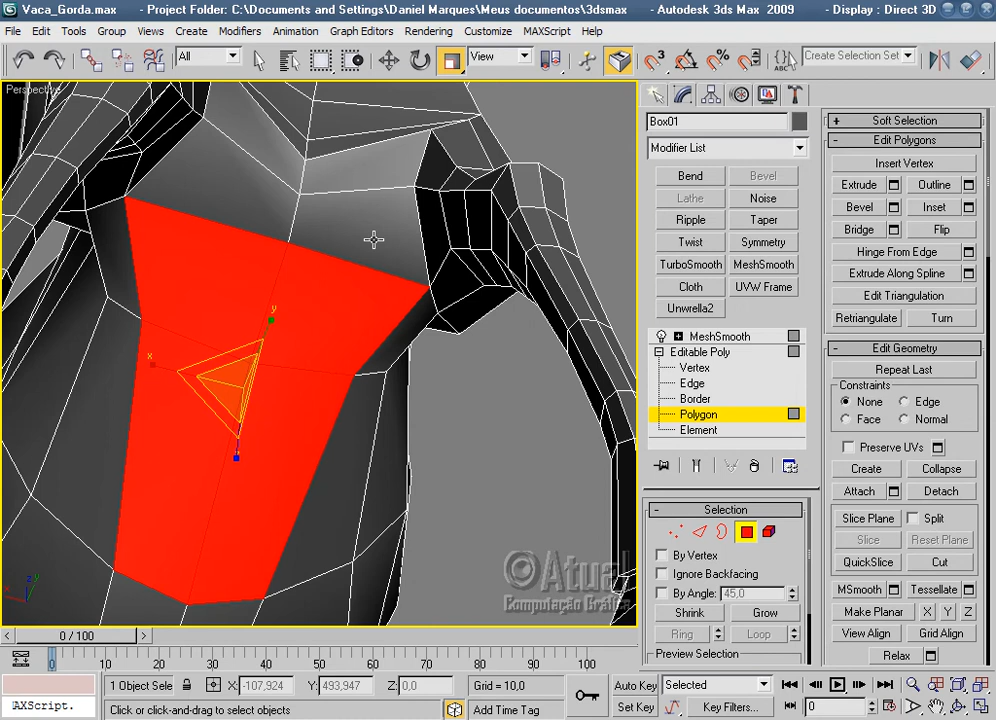 Vaca_Gorda.max - Project Folder: C:\Documents and Settings\Daniel Marques\Meus documentos\3dsmax - Autodesk 3ds Max 2009 - Display : Direct 3D
File Edit Tools Group Views Create Modifiers Animation Graph Editors Rendering Customize MAXScript Help
All View Create Selection Set
Perspective
Box01
Modifier List
Bend Bevel
Lathe Noise
Ripple Taper
Twist Symmetry
TurboSmooth MeshSmooth
Cloth UVW Frame
Unwrella2
MeshSmooth
Editable Poly
Vertex
Edge
Border
Polygon
Element
Selection
By Vertex
Ignore Backfacing
By Angle: 45,0
Shrink Grow
Ring Loop
Preview Selection
Soft Selection
Edit Polygons
Insert Vertex
Extrude Outline
Bevel Inset
Bridge Flip
Hinge From Edge
Extrude Along Spline
Edit Triangulation
Retriangulate Turn
Edit Geometry
Repeat Last
Constraints
None Edge
Face Normal
Preserve UVs
Create Collapse
Attach Detach
Slice Plane Split
Slice Reset Plane
QuickSlice Cut
MSmooth Tessellate
Make Planar X Y Z
View Align Grid Align
Relax
x
y
©Atual
Computação Gráfica
0 / 100
0 10 20 30 40 50 60 70 80 90 100
1 Object Sele X: -107,924 Y: 493,947 Z: 0,0 Grid = 10,0
Auto Key Selected
AXScript. Click or click-and-drag to select objects Add Time Tag
Set Key Key Filters... 0